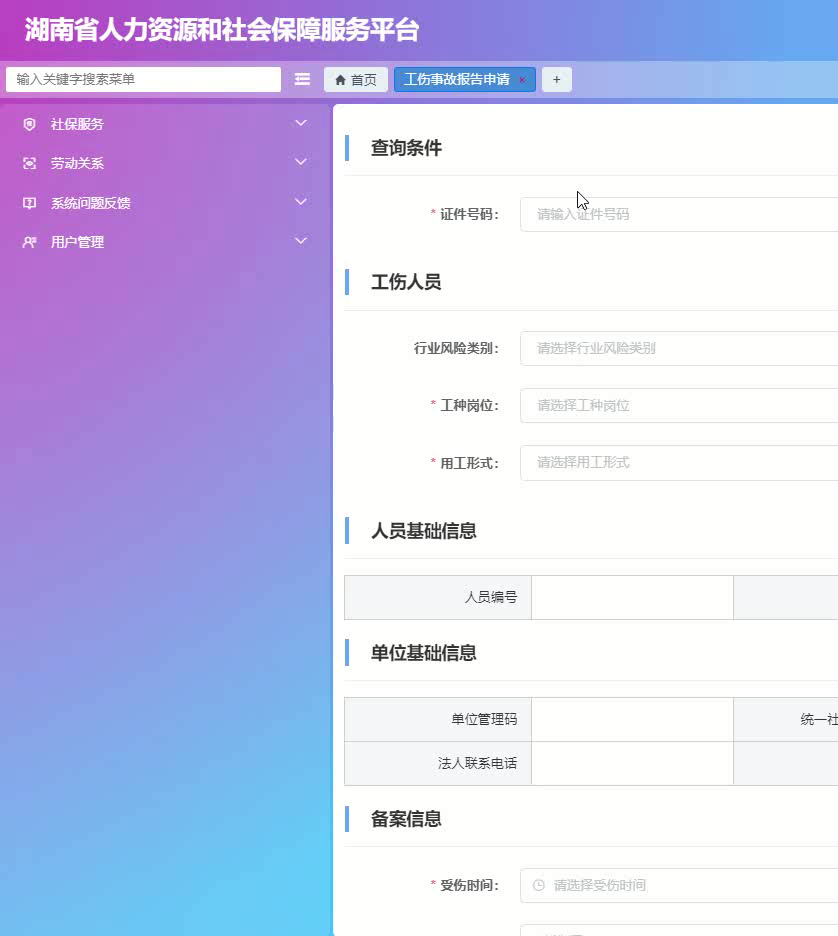 湖南省人力资源和社会保障服务平台
输入关键字搜索菜单
首页
工伤事故报告申请 ×
+
社保服务
劳动关系
系统问题反馈
用户管理
查询条件
* 证件号码：
请输入证件号码
工伤人员
行业风险类别：
请选择行业风险类别
* 工种岗位：
请选择工种岗位
* 用工形式：
请选择用工形式
人员基础信息
人员编号
单位基础信息
单位管理码
统一社
法人联系电话
备案信息
* 受伤时间：
请选择受伤时间